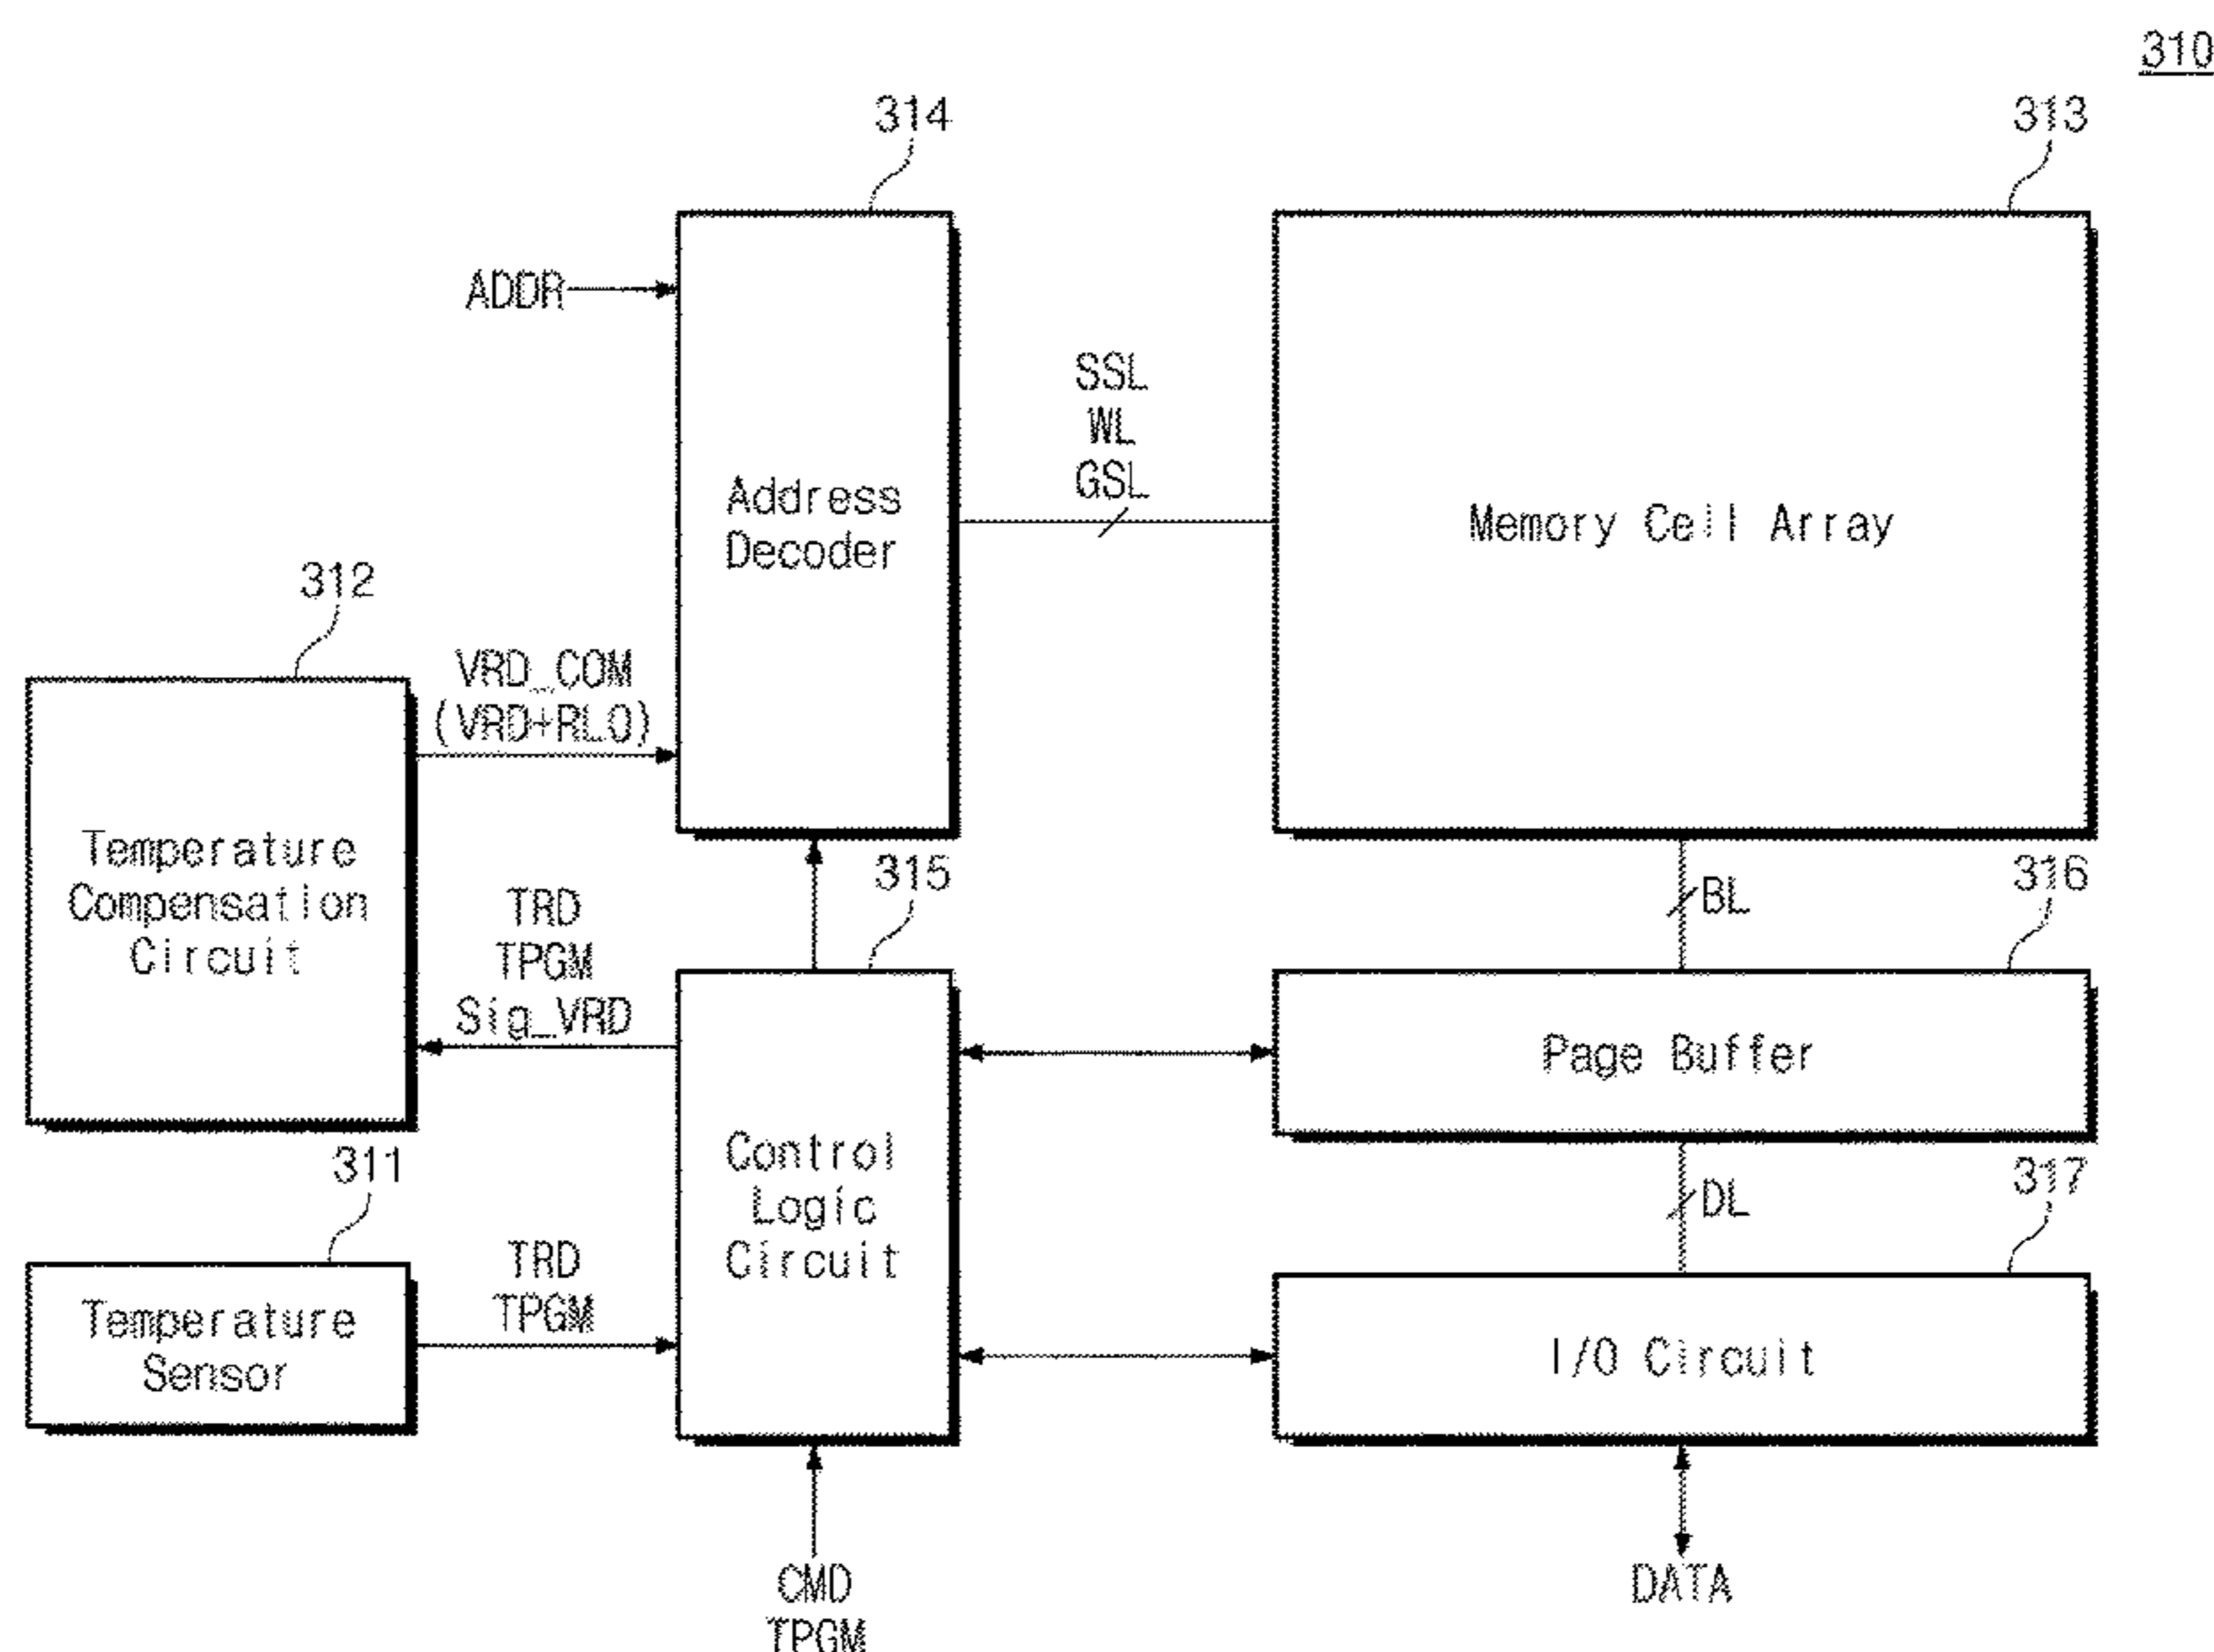 310
314
313
ADDR
SSL
WL
GSL
Address
Decoder
Memory Cell Array
312
VRD_COM
(VRD+RLO)
Temperature
Compensation
Circuit
315
316
BL
TRD
TPGM
Sig_VRD
Page Buffer
311
Control
Logic
Circuit
317
DL
TRD
TPGM
Temperature
Sensor
I/O Circuit
CMD
TPGM
DATA